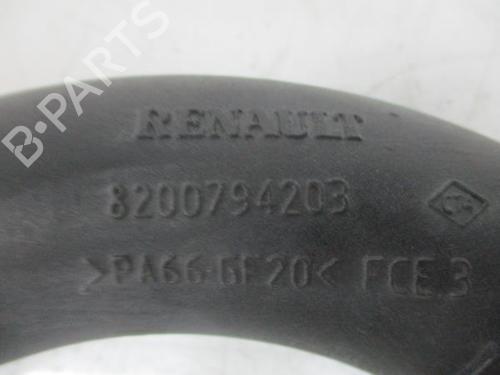 RENAULT
8200794203
>PA66-GF20< FCE.3
B-PARTS